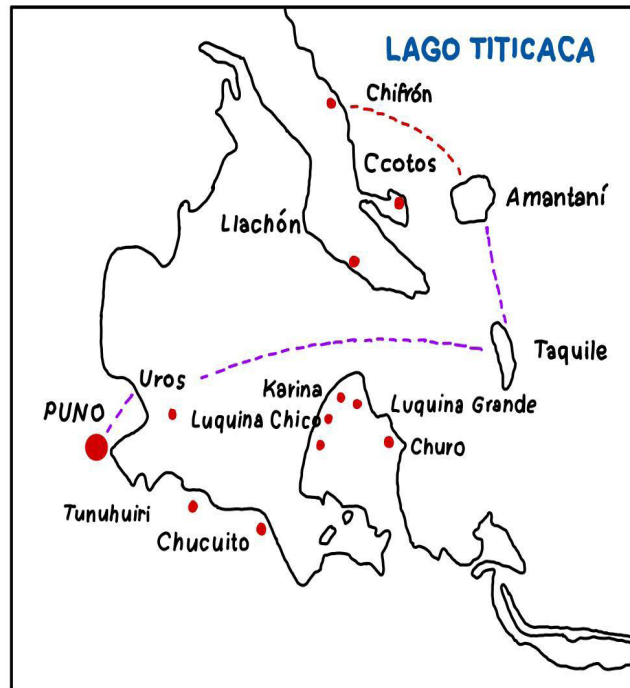 LAGO TITICACA
Chifrón
Ccotos
Amantaní
Llachón
Taquile
Uros
Karina
PUNO
Luquina Chico
Luquina Grande
Churo
Tunuhuiri
Chucuito